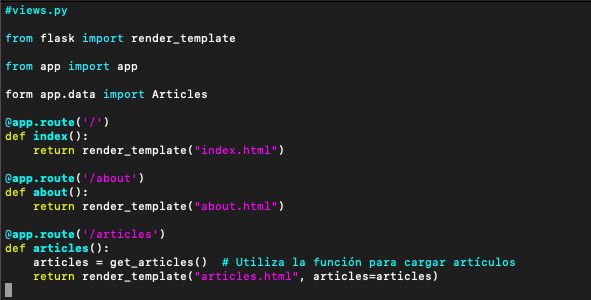 #views.py
from flask import render_template
from app import app
form app.data import Articles
@app.route('/')
def index():
    return render_template("index.html")
@app.route('/about')
def about():
    return render_template("about.html")
@app.route('/articles')
def articles():
    articles = get_articles()  # Utiliza la función para cargar artículos
    return render_template("articles.html", articles=articles)